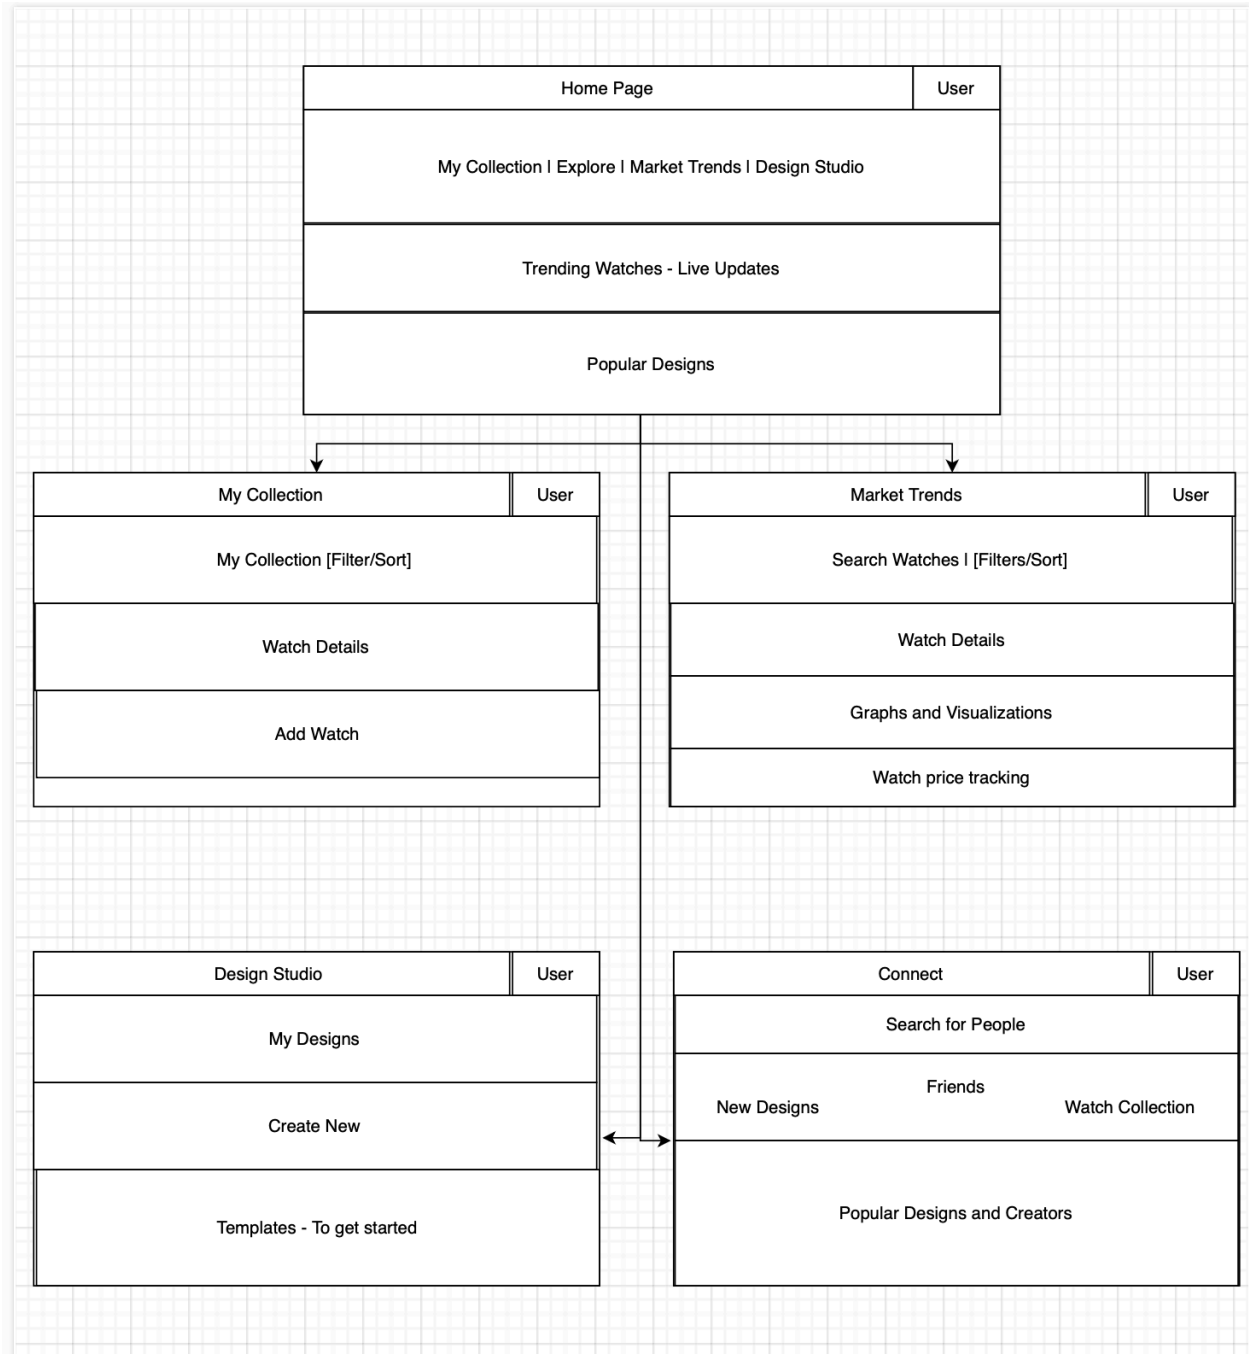 Home Page
User
My Collection | Explore | Market Trends | Design Studio
Trending Watches - Live Updates
Popular Designs
My Collection
User
My Collection [Filter/Sort]
Watch Details
Add Watch
Market Trends
User
Search Watches | [Filters/Sort]
Watch Details
Graphs and Visualizations
Watch price tracking
Design Studio
User
My Designs
Create New
Templates - To get started
Connect
User
Search for People
Friends
New Designs
Watch Collection
Popular Designs and Creators